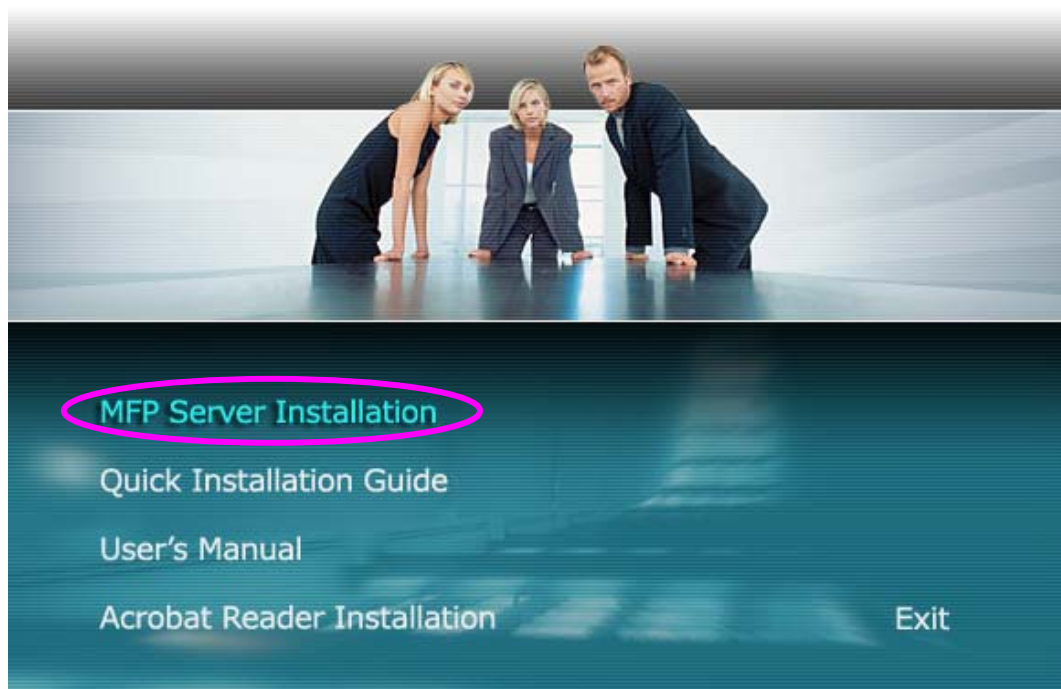 MFP Server Installation
Quick Installation Guide
User's Manual
Acrobat Reader Installation
Exit